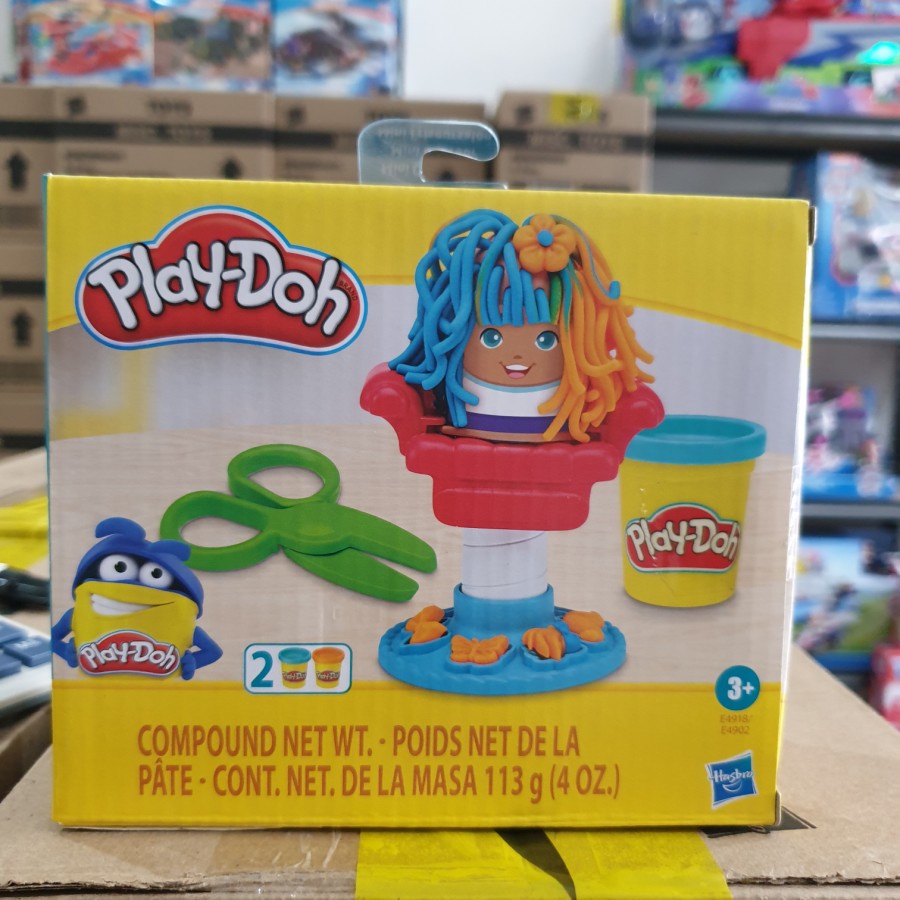 Play-Doh
BRAND
Play-Doh
Play-Doh
2
3+
E4918/
E4902
COMPOUND NET WT. · POIDS NET DE LA
PÂTE · CONT. NET. DE LA MASA 113 g (4 OZ.)
Hasbro